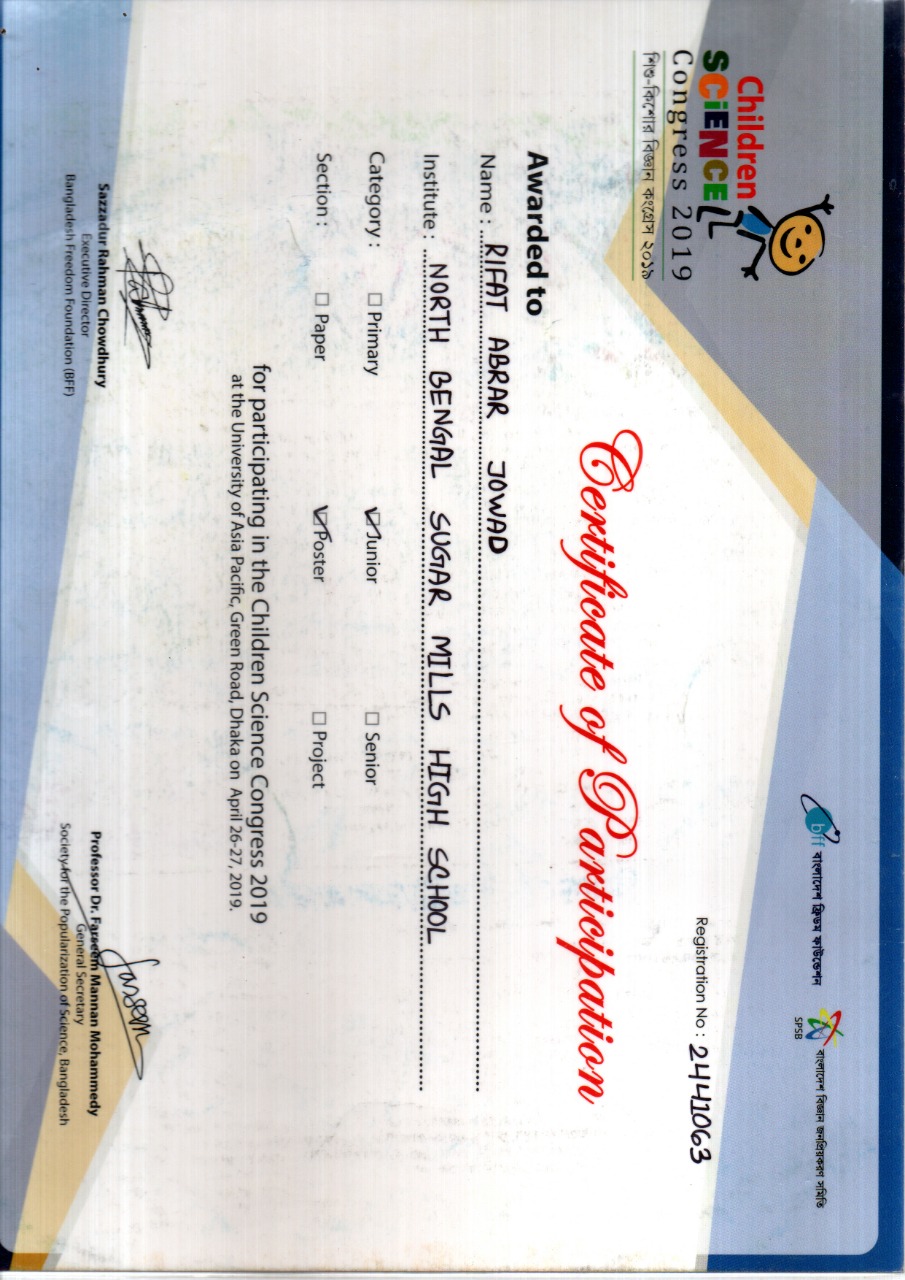 Children
SCiENCE
Congress 2019
শিশু-কিশোর বিজ্ঞান কংগ্রেস ২০১৯
bff বাংলাদেশ ফ্রিডম ফাউন্ডেশন
SPSB বাংলাদেশ বিজ্ঞান জনপ্রিয়করণ সমিতি
Registration No : 2441063
Certificate of Participation
Awarded to
Name : RIFAT ABRAR JOWAD
Institute : NORTH BENGAL SUGAR MILLS HIGH SCHOOL
Category : ☐ Primary ☑ Junior ☐ Senior
Section : ☐ Paper ☑ Poster ☐ Project
for participating in the Children Science Congress 2019
at the University of Asia Pacific, Green Road, Dhaka on April 26-27, 2019.
Sazzadur Rahman Chowdhury
Executive Director
Bangladesh Freedom Foundation (BFF)
Farseem
Professor Dr. Farseem Mannan Mohammedy
General Secretary
Society for the Popularization of Science, Bangladesh